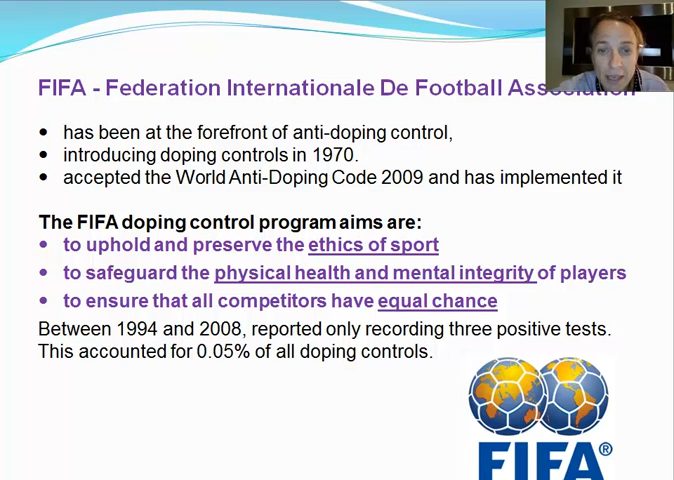 FIFA - Federation Internationale De Football Association
has been at the forefront of anti-doping control,
introducing doping controls in 1970.
accepted the World Anti-Doping Code 2009 and has implemented it
The FIFA doping control program aims are:
to uphold and preserve the ethics of sport
to safeguard the physical health and mental integrity of players
to ensure that all competitors have equal chance
Between 1994 and 2008, reported only recording three positive tests.
This accounted for 0.05% of all doping controls.
FIFA®